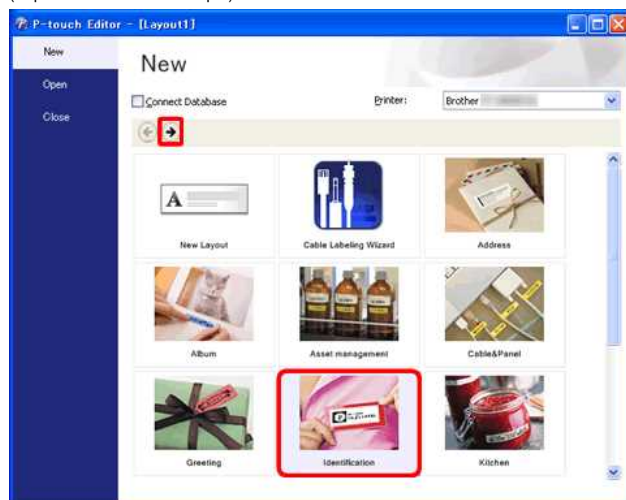 P-touch Editor - [Layout1]
New
Open
Close
New
Connect Database
Printer:
Brother
A
New Layout
Cable Labeling Wizard
Address
Album
Asset management
Cable&Panel
Greeting
Identification
Kitchen